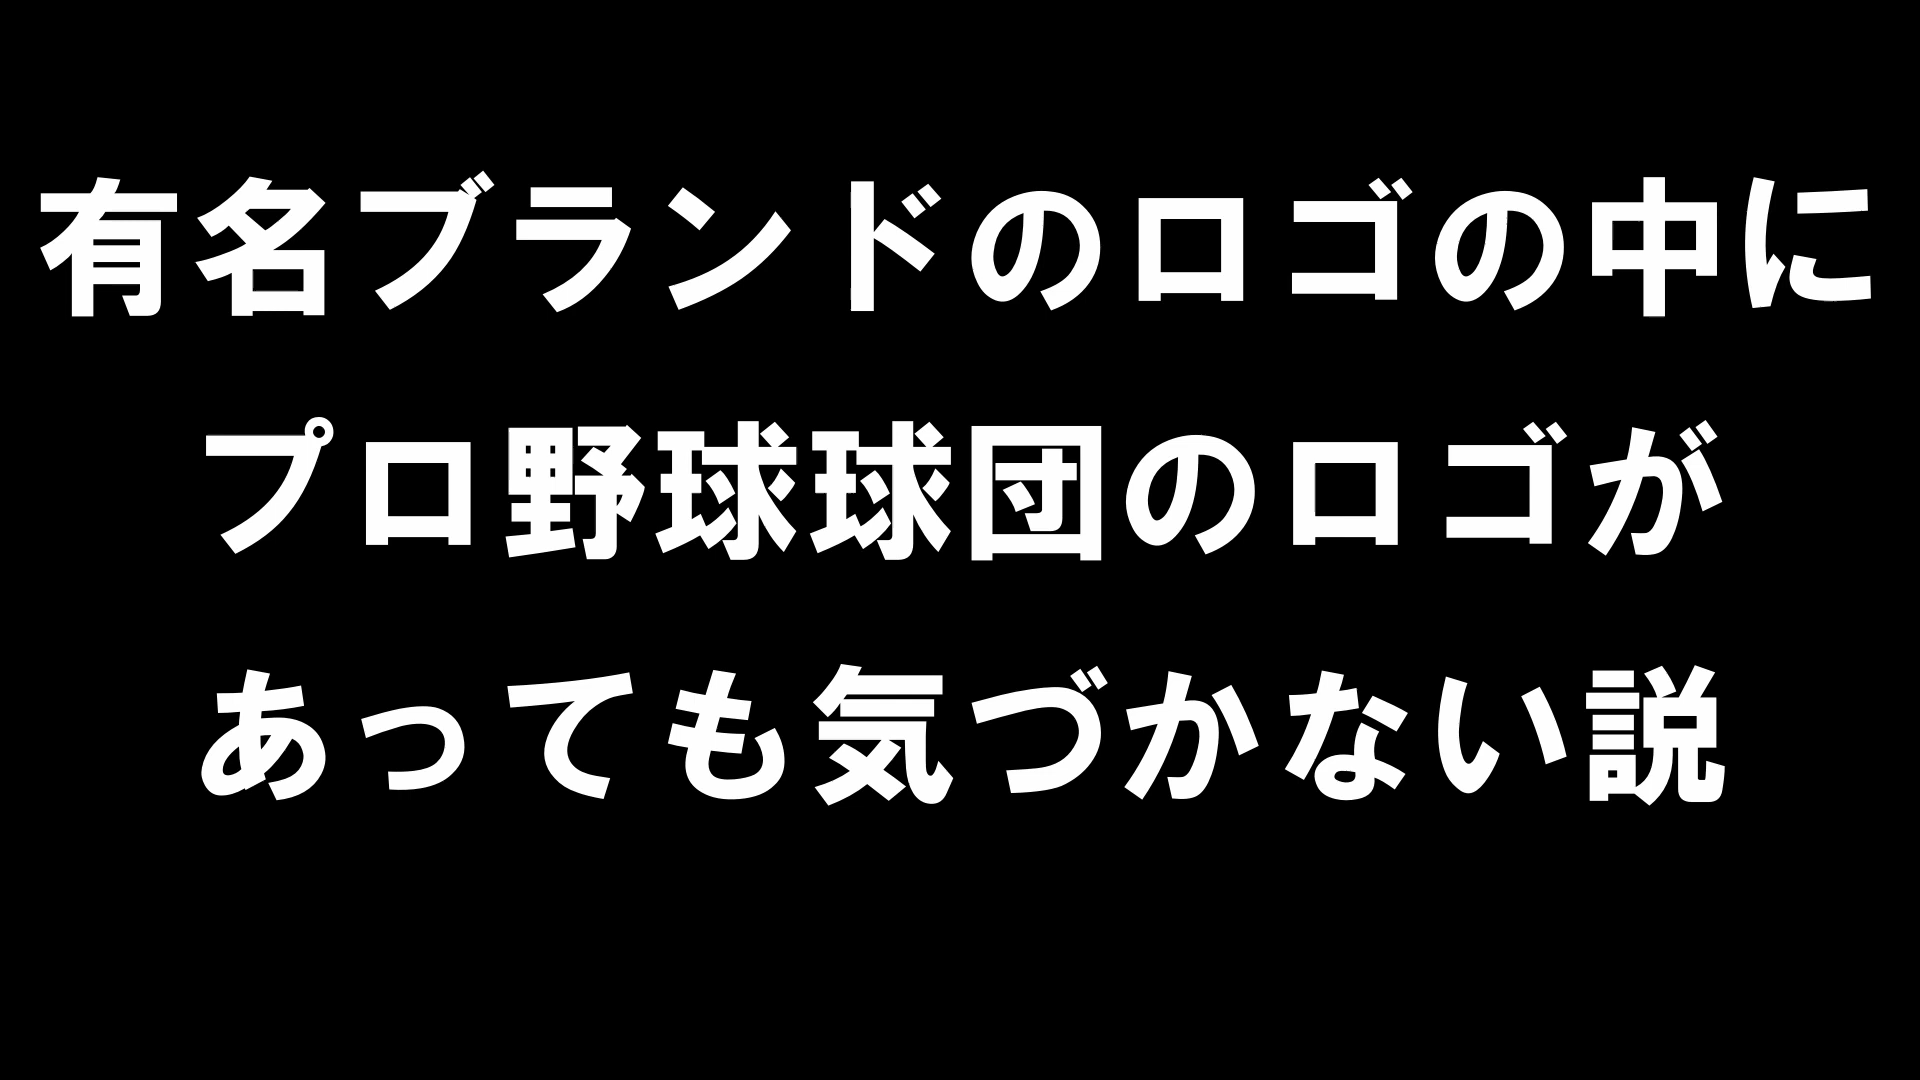 有名ブランドのロゴの中に
プロ野球球団のロゴが
あっても気づかない説